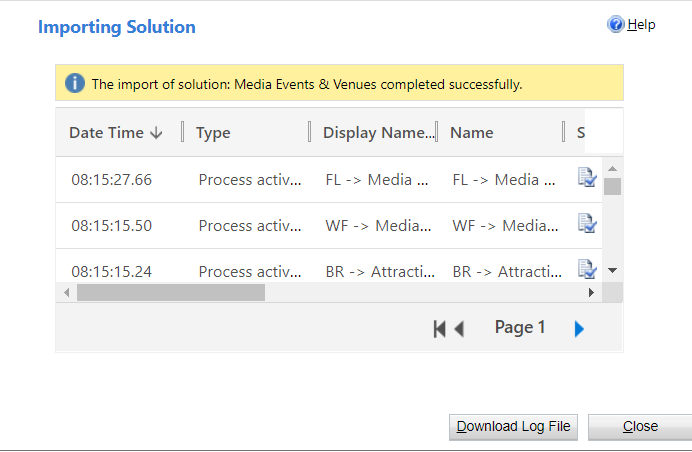 Importing Solution
Help
The import of solution: Media Events & Venues completed successfully.
Date Time Type Display Name... Name S
08:15:27.66 Process activ... FL -> Media ... FL -> Media ...
08:15:15.50 Process activ... WF -> Media... WF -> Media...
08:15:15.24 Process activ... BR -> Attracti... BR -> Attracti...
Page 1
Download Log File Close